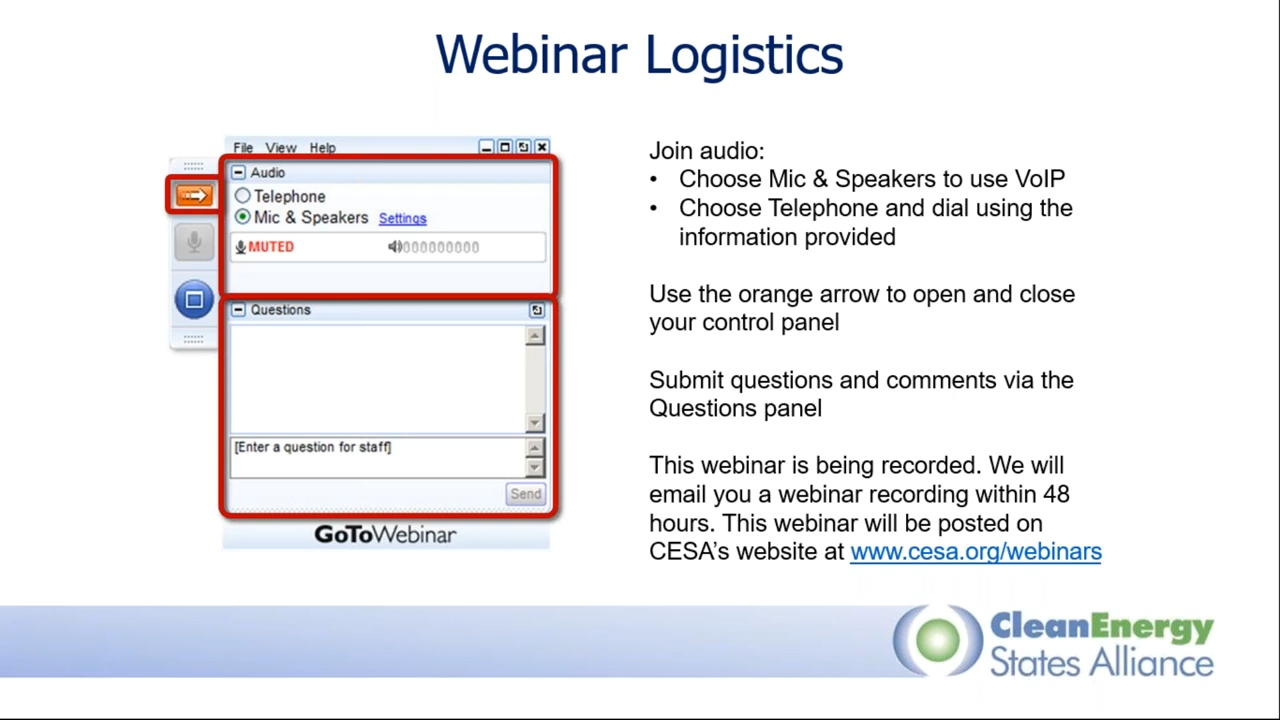 Webinar Logistics
File View Help
Audio
Telephone
Mic & Speakers Settings
MUTED 000000000
Questions
[Enter a question for staff]
Send
GoToWebinar
Join audio:
• Choose Mic & Speakers to use VoIP
• Choose Telephone and dial using the
information provided
Use the orange arrow to open and close
your control panel
Submit questions and comments via the
Questions panel
This webinar is being recorded. We will
email you a webinar recording within 48
hours. This webinar will be posted on
CESA’s website at www.cesa.org/webinars
CleanEnergy
States Alliance